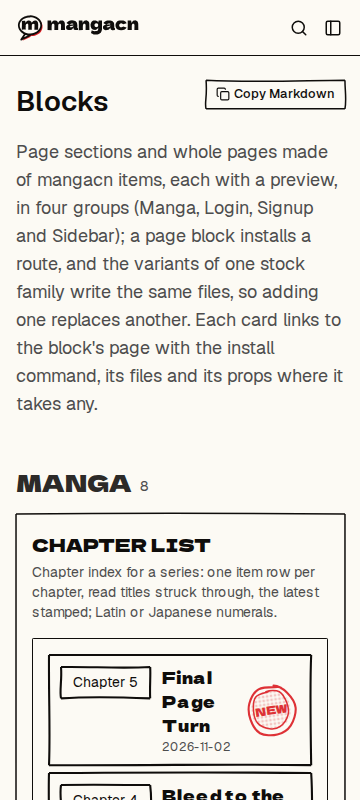 mangacn
Blocks
Copy Markdown
Page sections and whole pages made
of mangacn items, each with a preview,
in four groups (Manga, Login, Signup
and Sidebar); a page block installs a
route, and the variants of one stock
family write the same files, so adding
one replaces another. Each card links to
the block's page with the install
command, its files and its props where it
takes any.
MANGA 8
CHAPTER LIST
Chapter index for a series: one item row per
chapter, read titles struck through, the latest
stamped; Latin or Japanese numerals.
Chapter 5
Final
Page
Turn
2026-11-02
NEW
Chapter 4
Bleed to the